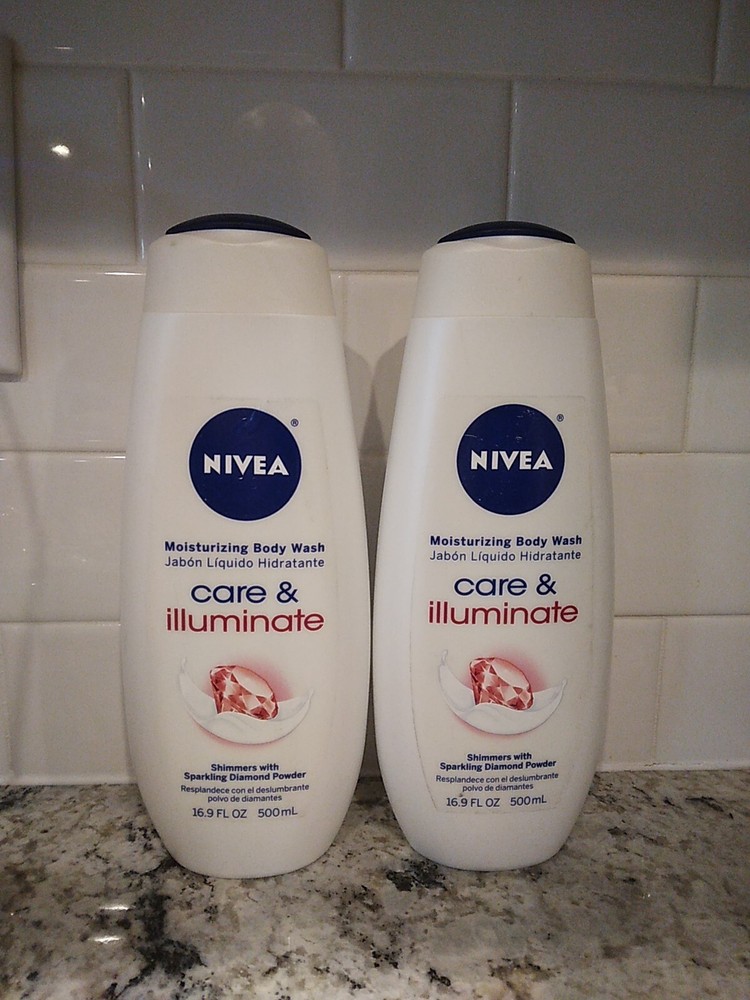 NIVEA
®
Moisturizing Body Wash
Jabón Líquido Hidratante
care &
illuminate
Shimmers with
Sparkling Diamond Powder
Resplandece con el deslumbrante
polvo de diamantes
16.9 FL OZ 500mL
NIVEA
®
Moisturizing Body Wash
Jabón Líquido Hidratante
care &
illuminate
Shimmers with
Sparkling Diamond Powder
Resplandece con el deslumbrante
polvo de diamantes
16.9 FL OZ 500mL